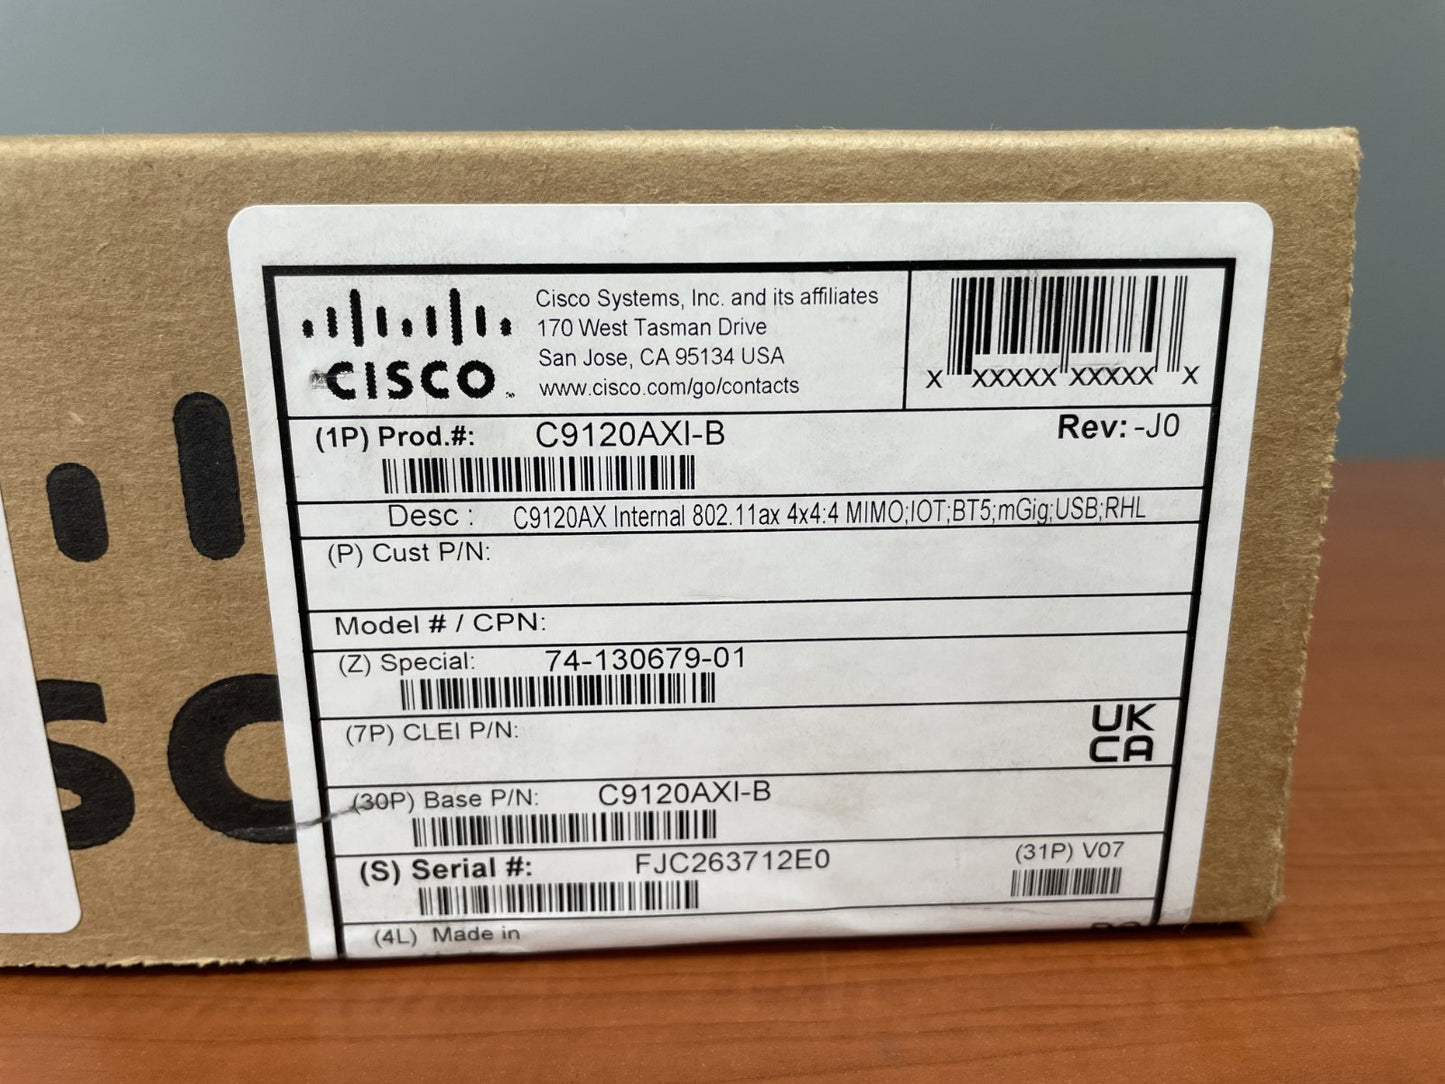 CISCO
Cisco Systems, Inc. and its affiliates
170 West Tasman Drive
San Jose, CA 95134 USA
www.cisco.com/go/contacts
X XXXXX XXXXX X
(1P) Prod.#: C9120AXI-B Rev: -J0
Desc : C9120AX Internal 802.11ax 4x4:4 MIMO;IOT;BT5;mGig;USB;RHL
(P) Cust P/N:
Model # / CPN:
(Z) Special: 74-130679-01
(7P) CLEI P/N:
UK
CA
(30P) Base P/N: C9120AXI-B
(S) Serial #: FJC263712E0 (31P) V07
(4L) Made in
SC